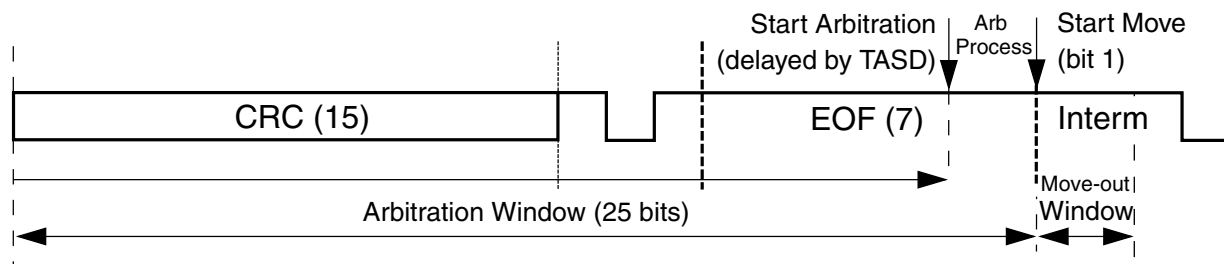 Start Arbitration
(delayed by TASD)
Arb
Process
Start Move
(bit 1)
CRC (15)
EOF (7)
Interm
Arbitration Window (25 bits)
Move-out
Window